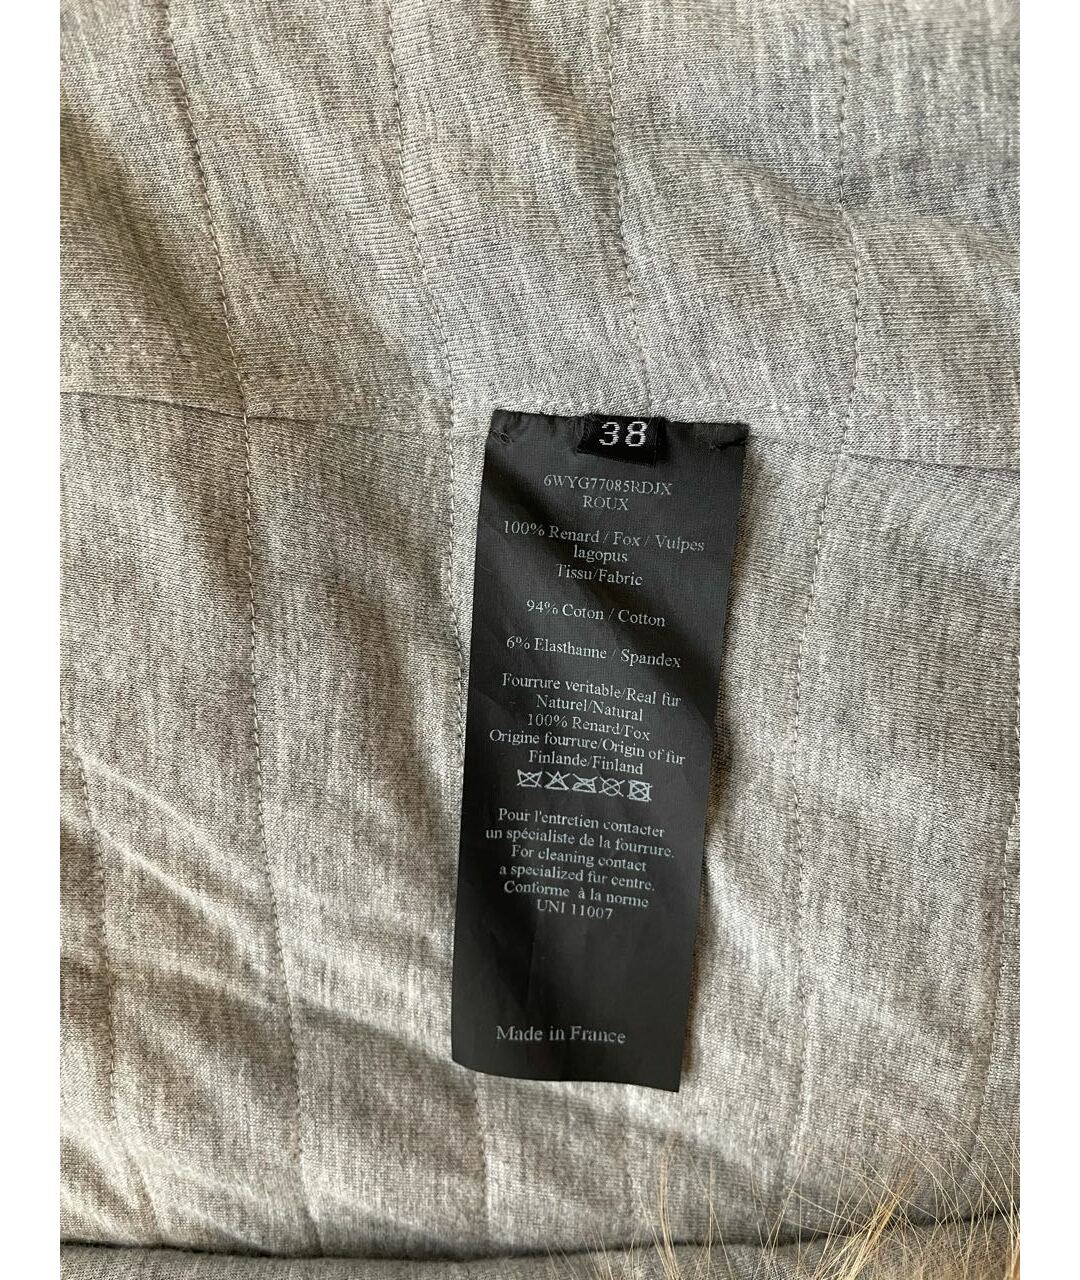 38
6WYG77085RDJX
ROUX
100% Renard / Fox / Vulpes
lagopus
Tissu/Fabric
94% Coton / Cotton
6% Elasthanne / Spandex
Fourrure veritable/Real fur
Naturel/Natural
100% Renard/Fox
Origine fourrure/Origin of fur
Finlande/Finland
Pour l'entretien contacter
un spécialiste de la fourrure.
For cleaning contact
a specialized fur centre.
Conforme à la norme
UNI 11007
Made in France